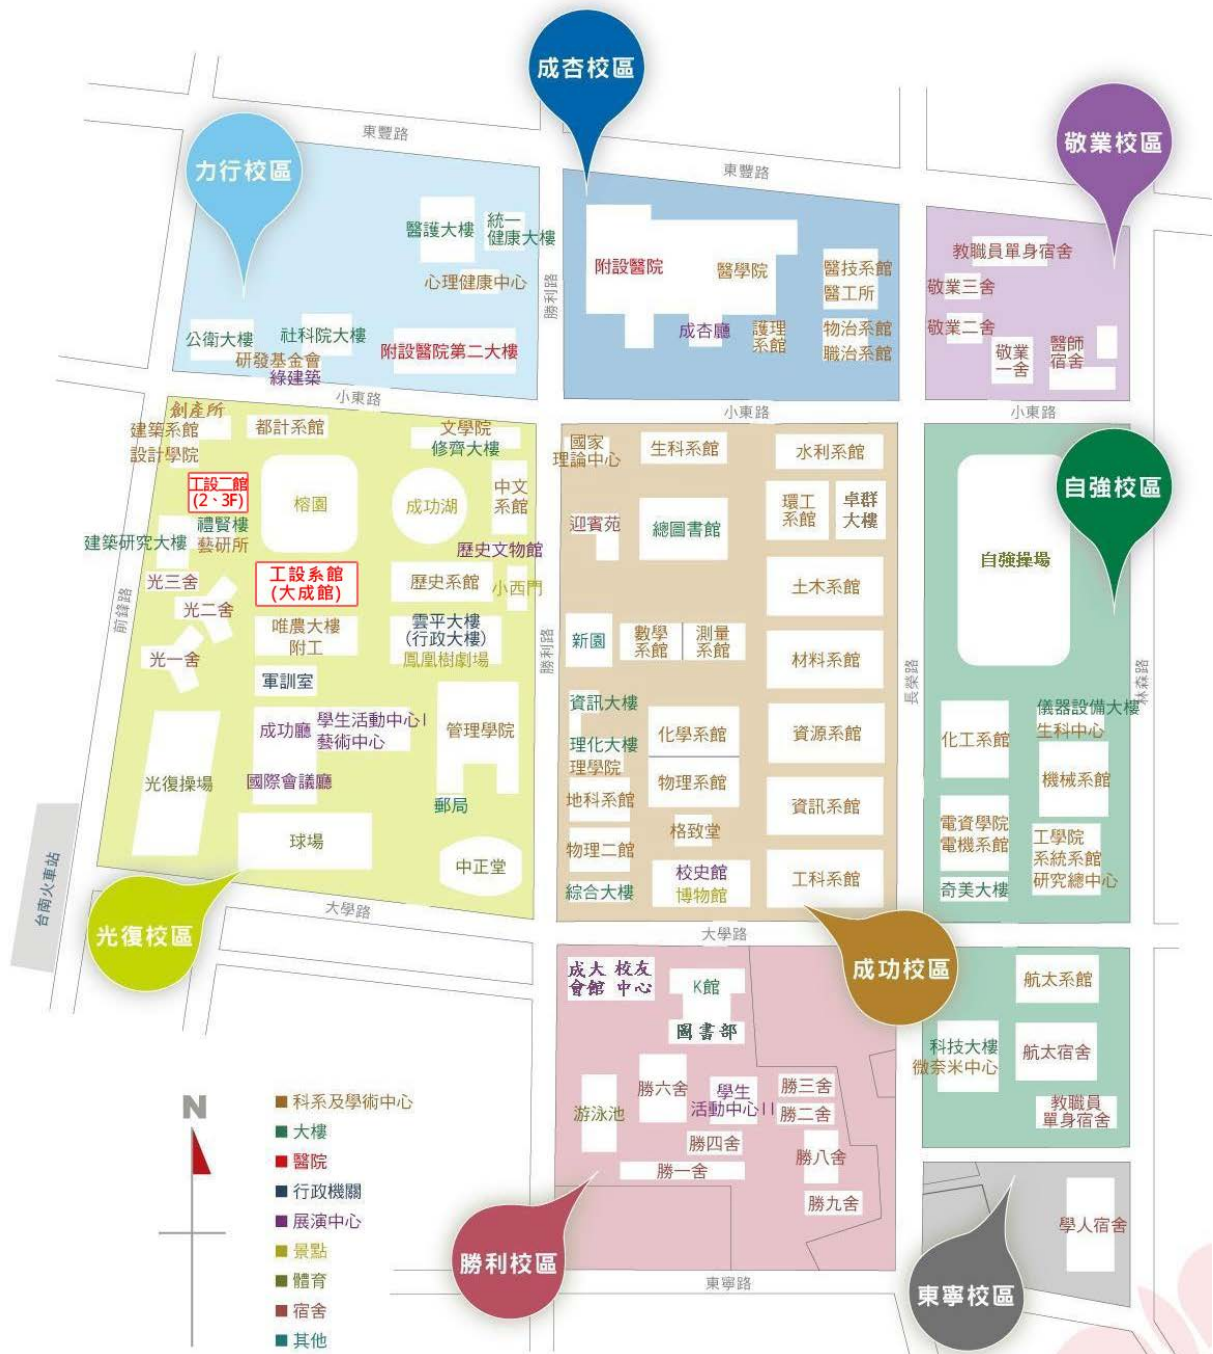 成杏校區
力行校區
敬業校區
東豐路
東豐路
醫護大樓
統一
健康大樓
心理健康中心
公衛大樓
社科院大樓
研發基金會
綠建築
附設醫院第二大樓
勝利路
附設醫院
醫學院
醫技系館
醫工所
成杏廳
護理
系館
物治系館
職治系館
教職員單身宿舍
敬業三舍
敬業二舍
敬業
一舍
醫師
宿舍
小東路
小東路
小東路
創產所
建築系館
設計學院
都計系館
文學院
修齊大樓
工設二館
(2、3F)
榕園
成功湖
中文
系館
禮賢樓
藝研所
建築研究大樓
歷史文物館
光三舍
工設系館
(大成館)
歷史系館
小西門
光二舍
唯農大樓
附工
雲平大樓
(行政大樓)
鳳凰樹劇場
光一舍
軍訓室
前鋒路
勝利路
成功廳
學生活動中心I
藝術中心
管理學院
光復操場
國際會議廳
郵局
球場
中正堂
台南火車站
光復校區
大學路
國家
理論中心
生科系館
水利系館
迎賓苑
總圖書館
環工
系館
卓群
大樓
土木系館
新園
數學
系館
測量
系館
材料系館
資訊大樓
理化大樓
理學院
化學系館
資源系館
物理系館
地科系館
資訊系館
格致堂
物理二館
校史館
博物館
工科系館
綜合大樓
大學路
長榮路
成功校區
自強校區
自強操場
林森路
儀器設備大樓
生科中心
化工系館
機械系館
電資學院
電機系館
工學院
系統系館
研究總中心
奇美大樓
航太系館
科技大樓
微奈米中心
航太宿舍
教職員
單身宿舍
成大 校友
會館 中心
K館
圖書部
勝六舍
學生
活動中心II
勝三舍
勝二舍
游泳池
勝四舍
勝一舍
勝八舍
勝九舍
勝利校區
東寧路
東寧校區
學人宿舍
N
科系及學術中心
大樓
醫院
行政機關
展演中心
景點
體育
宿舍
其他